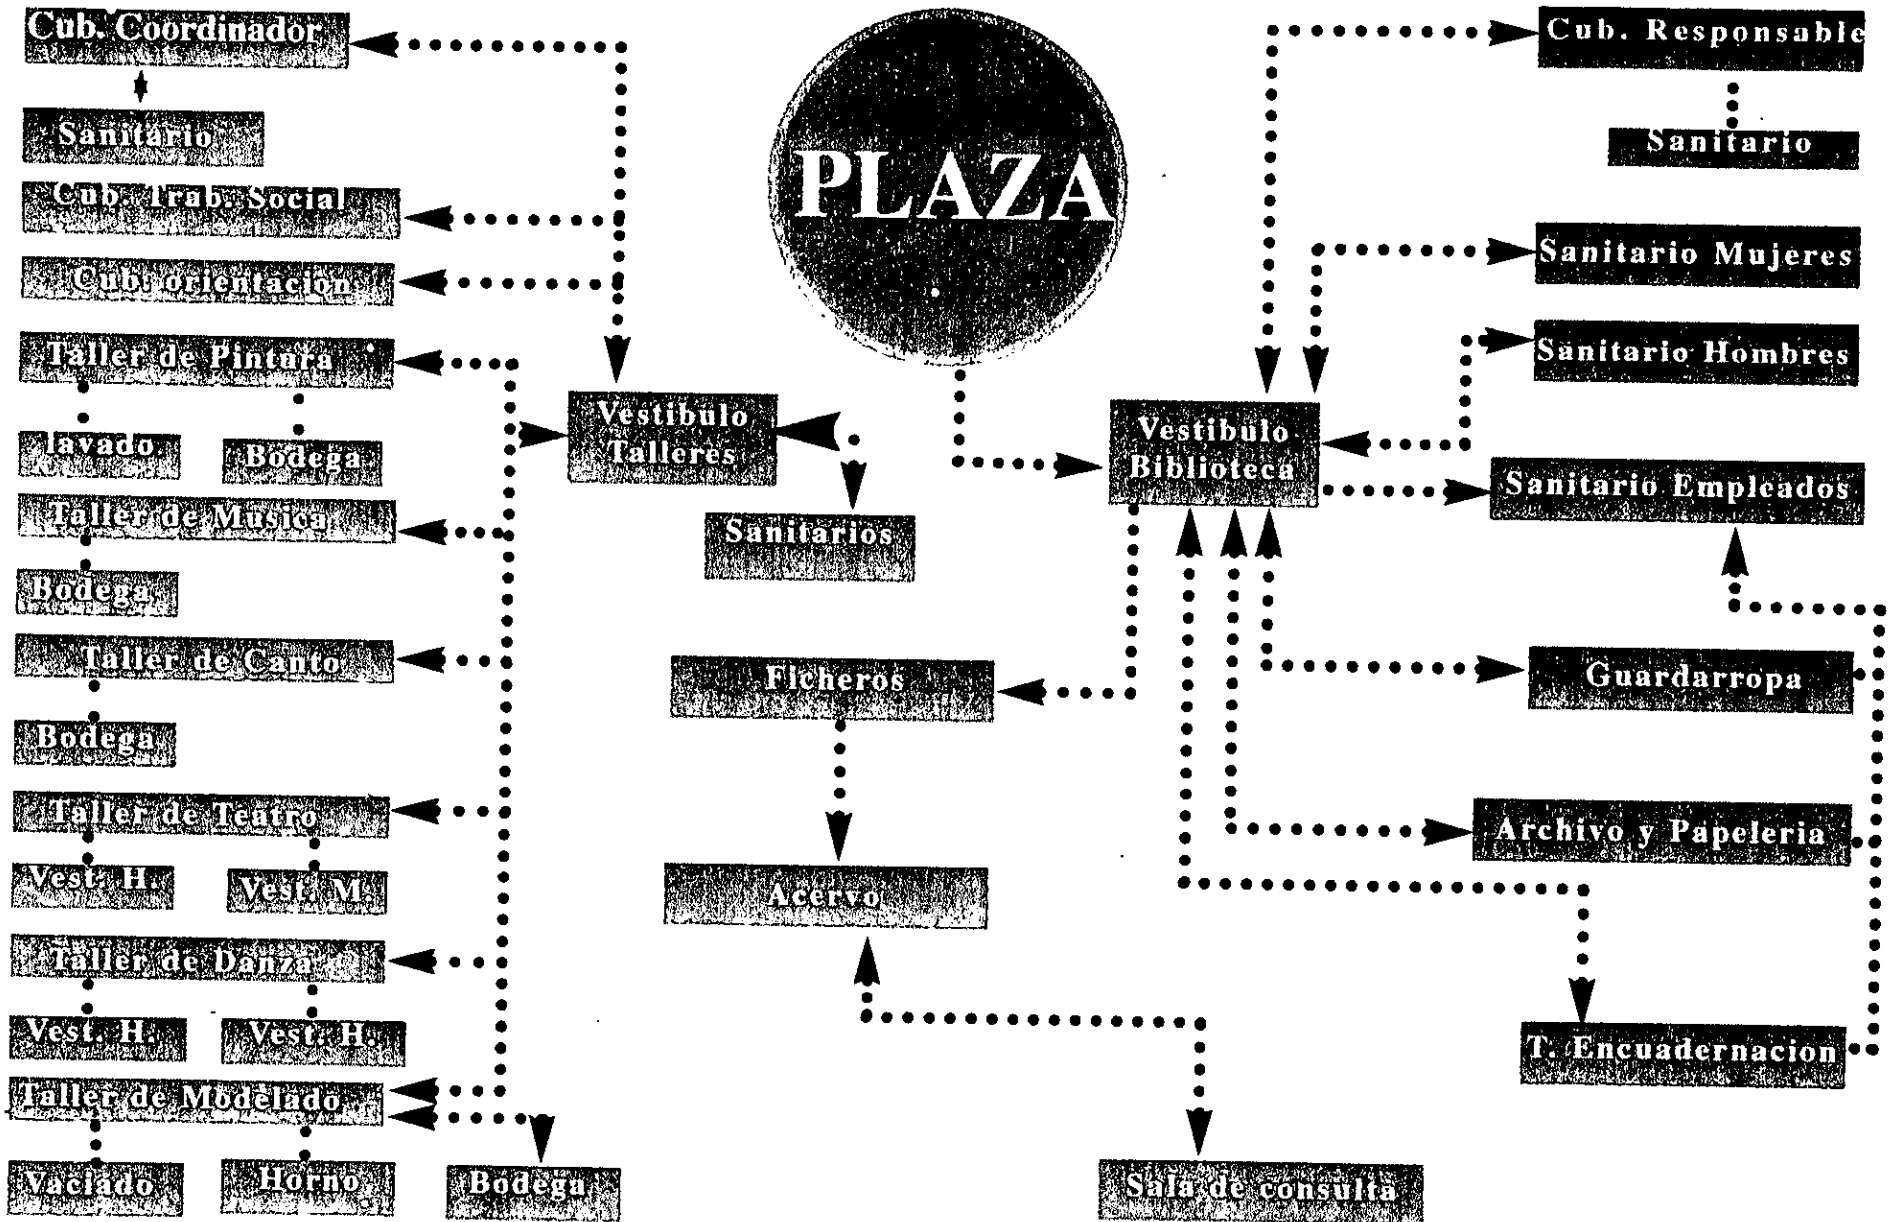 Cub. Coordinador
Sanitario
Cub. Trab. Social
Cub. orientacion
Taller de Pintura
lavado
Bodega
Taller de Musica
Bodega
Taller de Canto
Bodega
Taller de Teatro
Vest. H.
Vest. M.
Taller de Danza
Vest. H.
Vest. H.
Taller de Modelado
Vaciado
Horno
Bodega
PLAZA
Vestibulo
Talleres
Sanitarios
Vestibulo
Biblioteca
Ficheros
Acervo
Sala de consulta
Cub. Responsable
Sanitario
Sanitario Mujeres
Sanitario Hombres
Sanitario Empleados
Guardarropa
Archivo y Papeleria
T. Encuadernacion